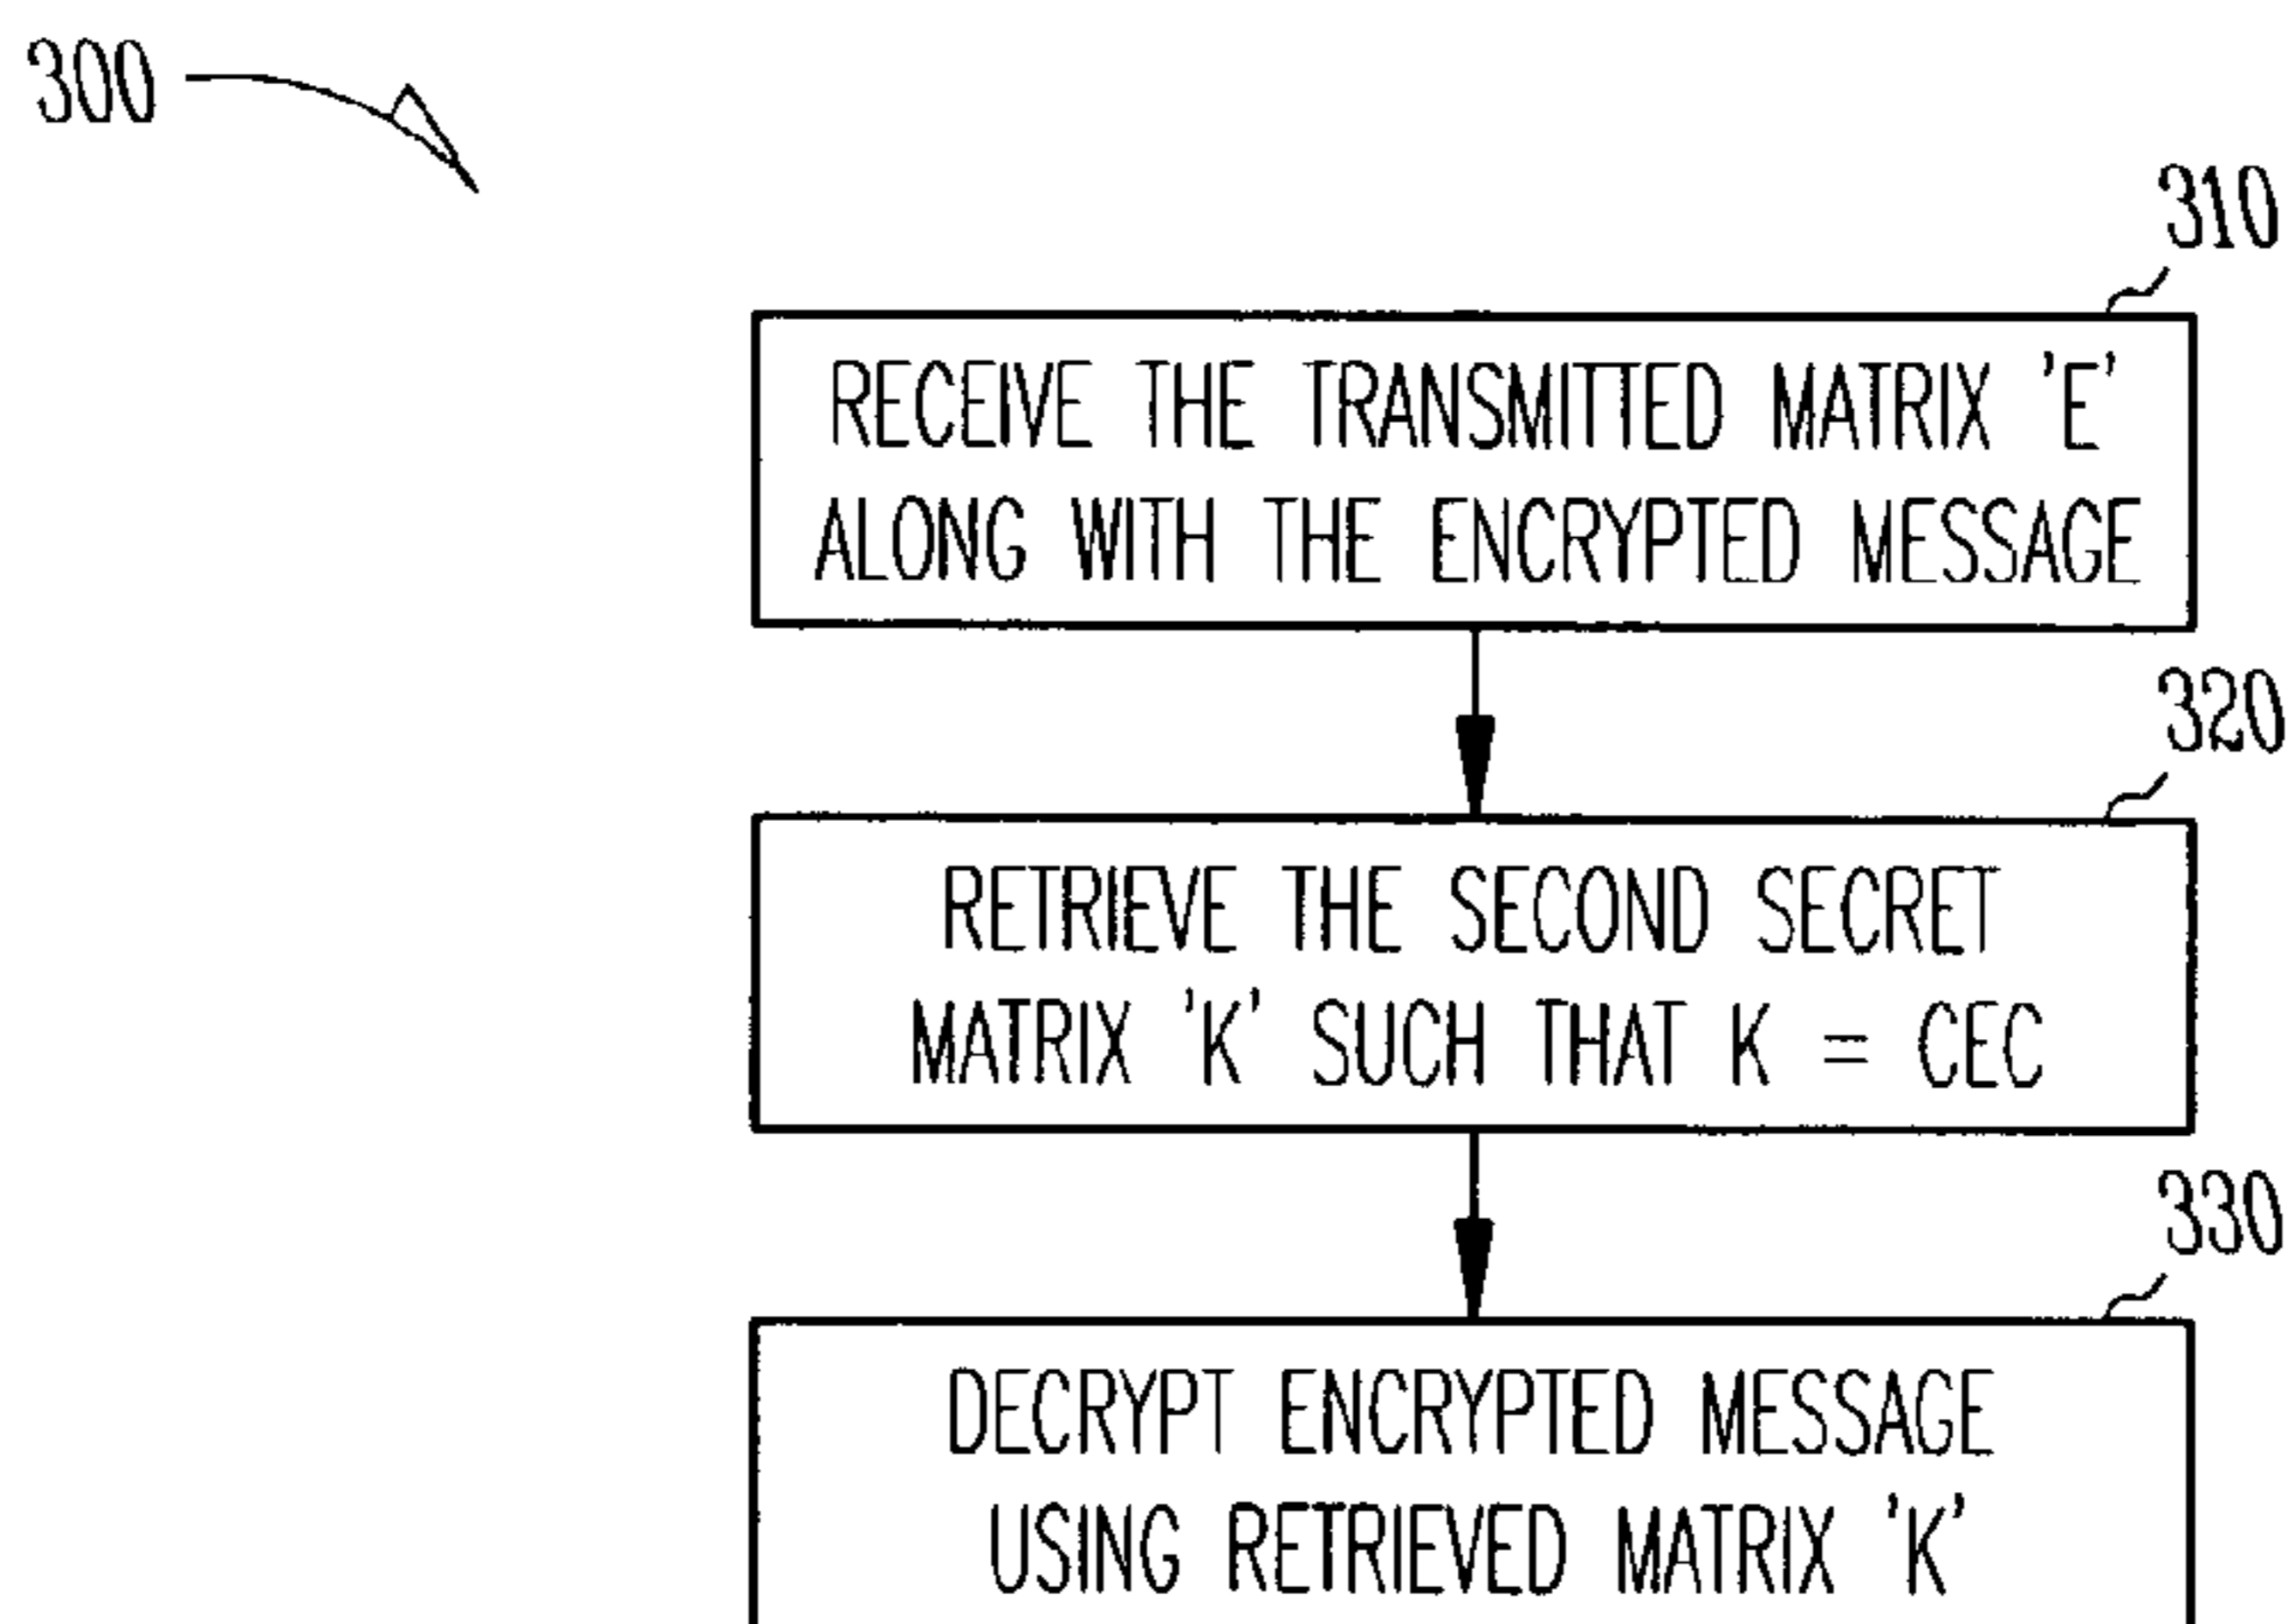 300
310
RECEIVE THE TRANSMITTED MATRIX 'E'
ALONG WITH THE ENCRYPTED MESSAGE
320
RETRIEVE THE SECOND SECRET
MATRIX 'K' SUCH THAT K = CEC
330
DECRYPT ENCRYPTED MESSAGE
USING RETRIEVED MATRIX 'K'